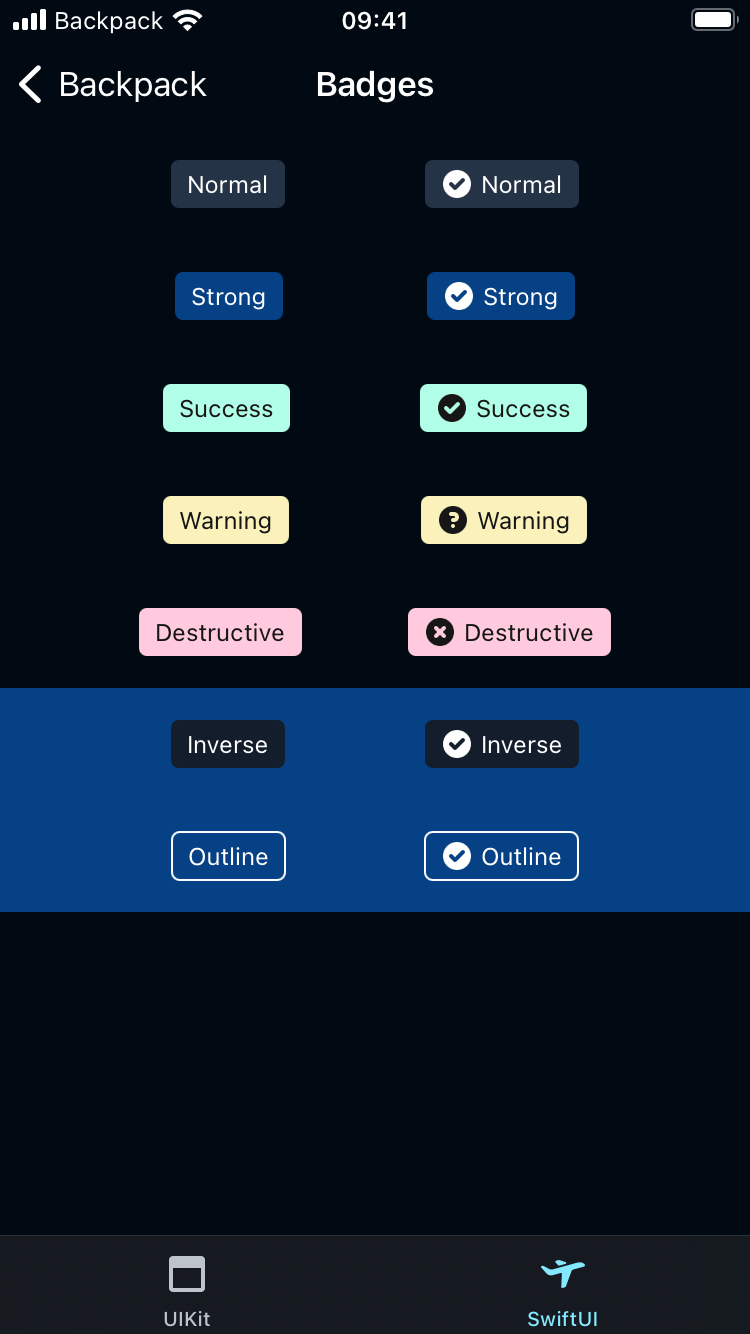 Backpack 09:41
Backpack Badges
Normal Normal
Strong Strong
Success Success
Warning Warning
Destructive Destructive
Inverse Inverse
Outline Outline
UIKit SwiftUI